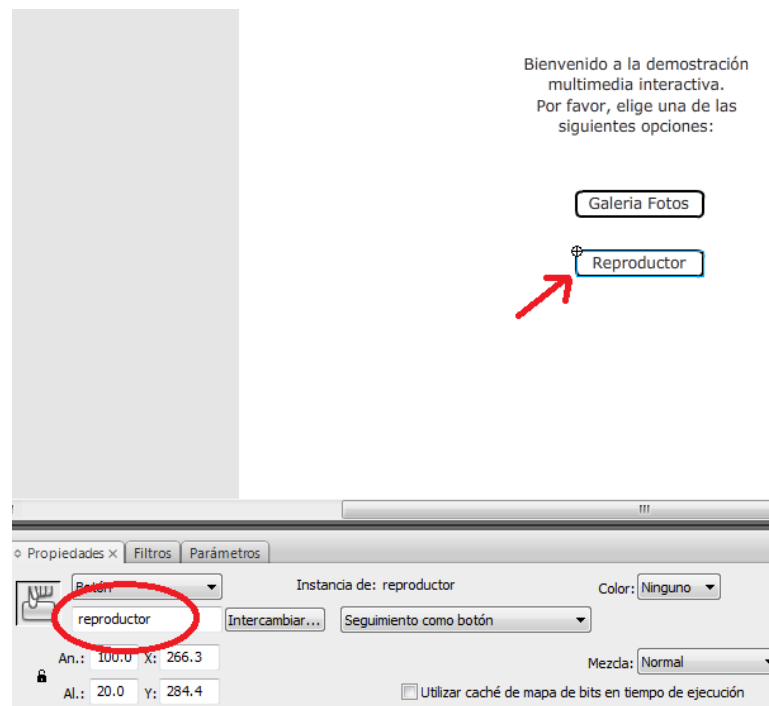 Bienvenido a la demostración
multimedia interactiva.
Por favor, elige una de las
siguientes opciones:
Galeria Fotos
Reproductor
Propiedades × Filtros Parámetros
Botón Instancia de: reproductor Color: Ninguno
reproductor Intercambiar... Seguimiento como botón
An.: 100.0 X: 266.3 Mezcla: Normal
Al.: 20.0 Y: 284.4 Utilizar caché de mapa de bits en tiempo de ejecución